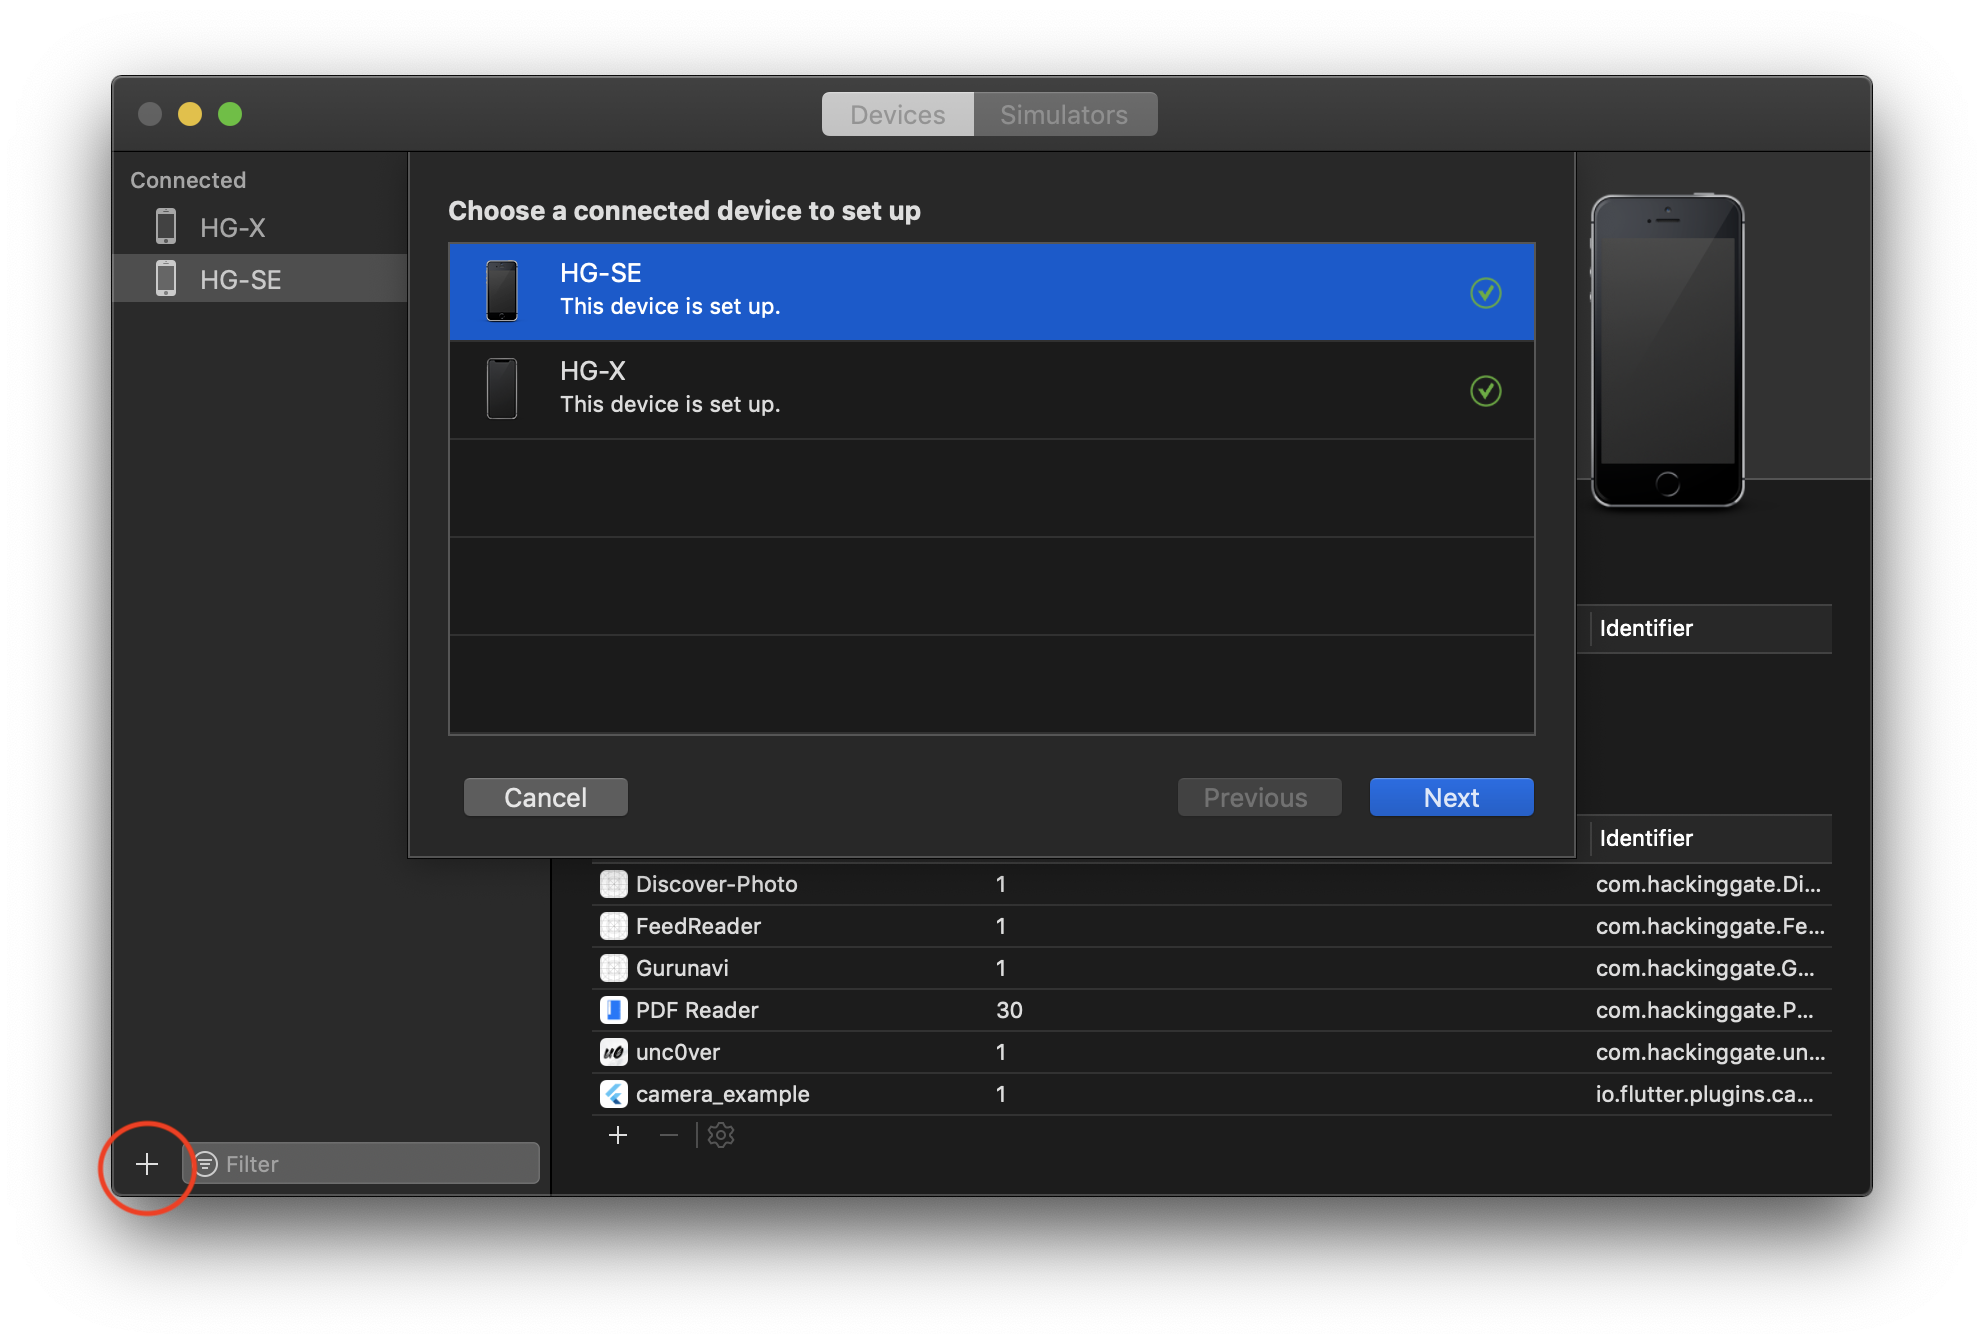 Devices
Simulators
Connected
HG-X
HG-SE
Choose a connected device to set up
HG-SE
This device is set up.
HG-X
This device is set up.
Cancel
Previous
Next
Identifier
Identifier
Discover-Photo 1 com.hackinggate.Di...
FeedReader 1 com.hackinggate.Fe...
Gurunavi 1 com.hackinggate.G...
PDF Reader 30 com.hackinggate.P...
u0 unc0ver 1 com.hackinggate.un...
camera_example 1 io.flutter.plugins.ca...
Filter